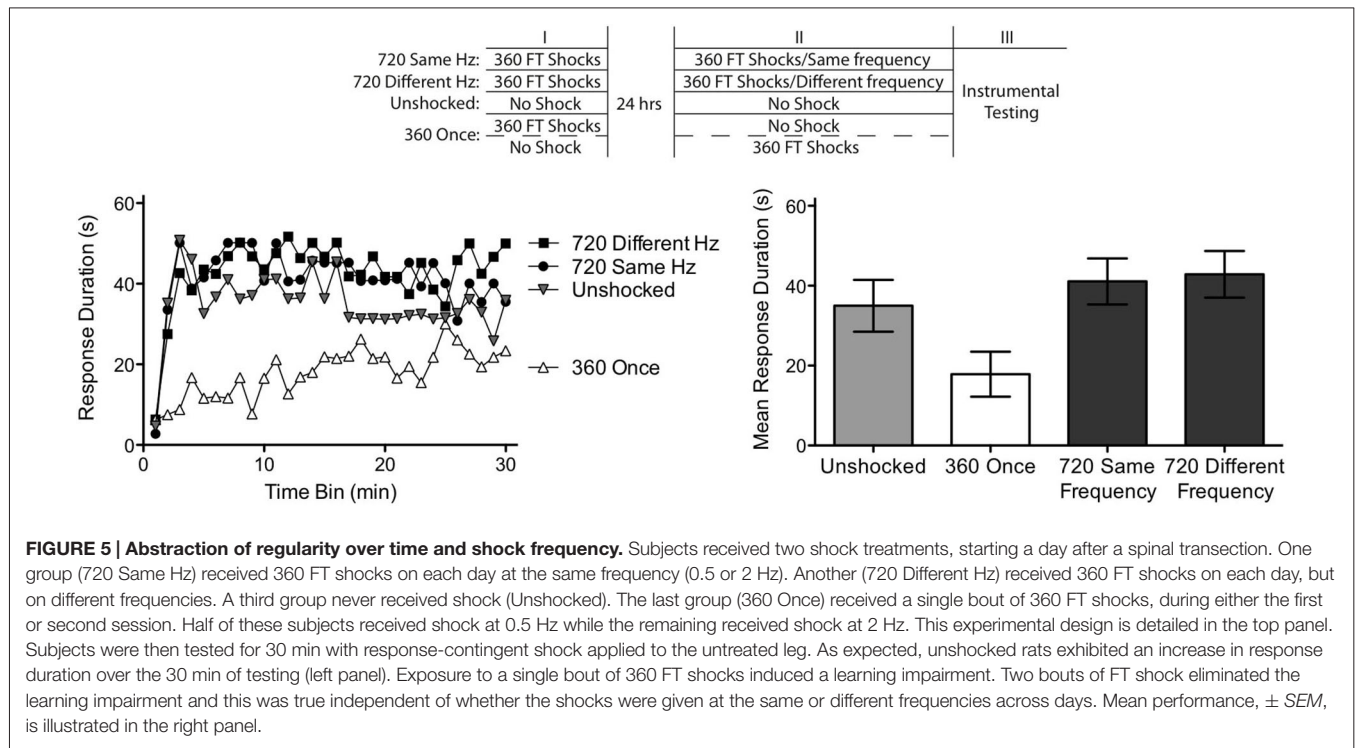 I II III
720 Same Hz: 360 FT Shocks 360 FT Shocks/Same frequency
720 Different Hz: 360 FT Shocks 24 hrs 360 FT Shocks/Different frequency Instrumental
Unshocked: No Shock No Shock Testing
360 Once: 360 FT Shocks No Shock
No Shock 360 FT Shocks
Response Duration (s)
60
40
20
0
0 10 20 30
Time Bin (min)
720 Different Hz
720 Same Hz
Unshocked
360 Once
Mean Response Duration (s)
60
40
20
0
Unshocked 360 Once 720 Same 720 Different
Frequency Frequency
FIGURE 5 | Abstraction of regularity over time and shock frequency. Subjects received two shock treatments, starting a day after a spinal transection. One
group (720 Same Hz) received 360 FT shocks on each day at the same frequency (0.5 or 2 Hz). Another (720 Different Hz) received 360 FT shocks on each day, but
on different frequencies. A third group never received shock (Unshocked). The last group (360 Once) received a single bout of 360 FT shocks, during either the first
or second session. Half of these subjects received shock at 0.5 Hz while the remaining received shock at 2 Hz. This experimental design is detailed in the top panel.
Subjects were then tested for 30 min with response-contingent shock applied to the untreated leg. As expected, unshocked rats exhibited an increase in response
duration over the 30 min of testing (left panel). Exposure to a single bout of 360 FT shocks induced a learning impairment. Two bouts of FT shock eliminated the
learning impairment and this was true independent of whether the shocks were given at the same or different frequencies across days. Mean performance, ± SEM,
is illustrated in the right panel.